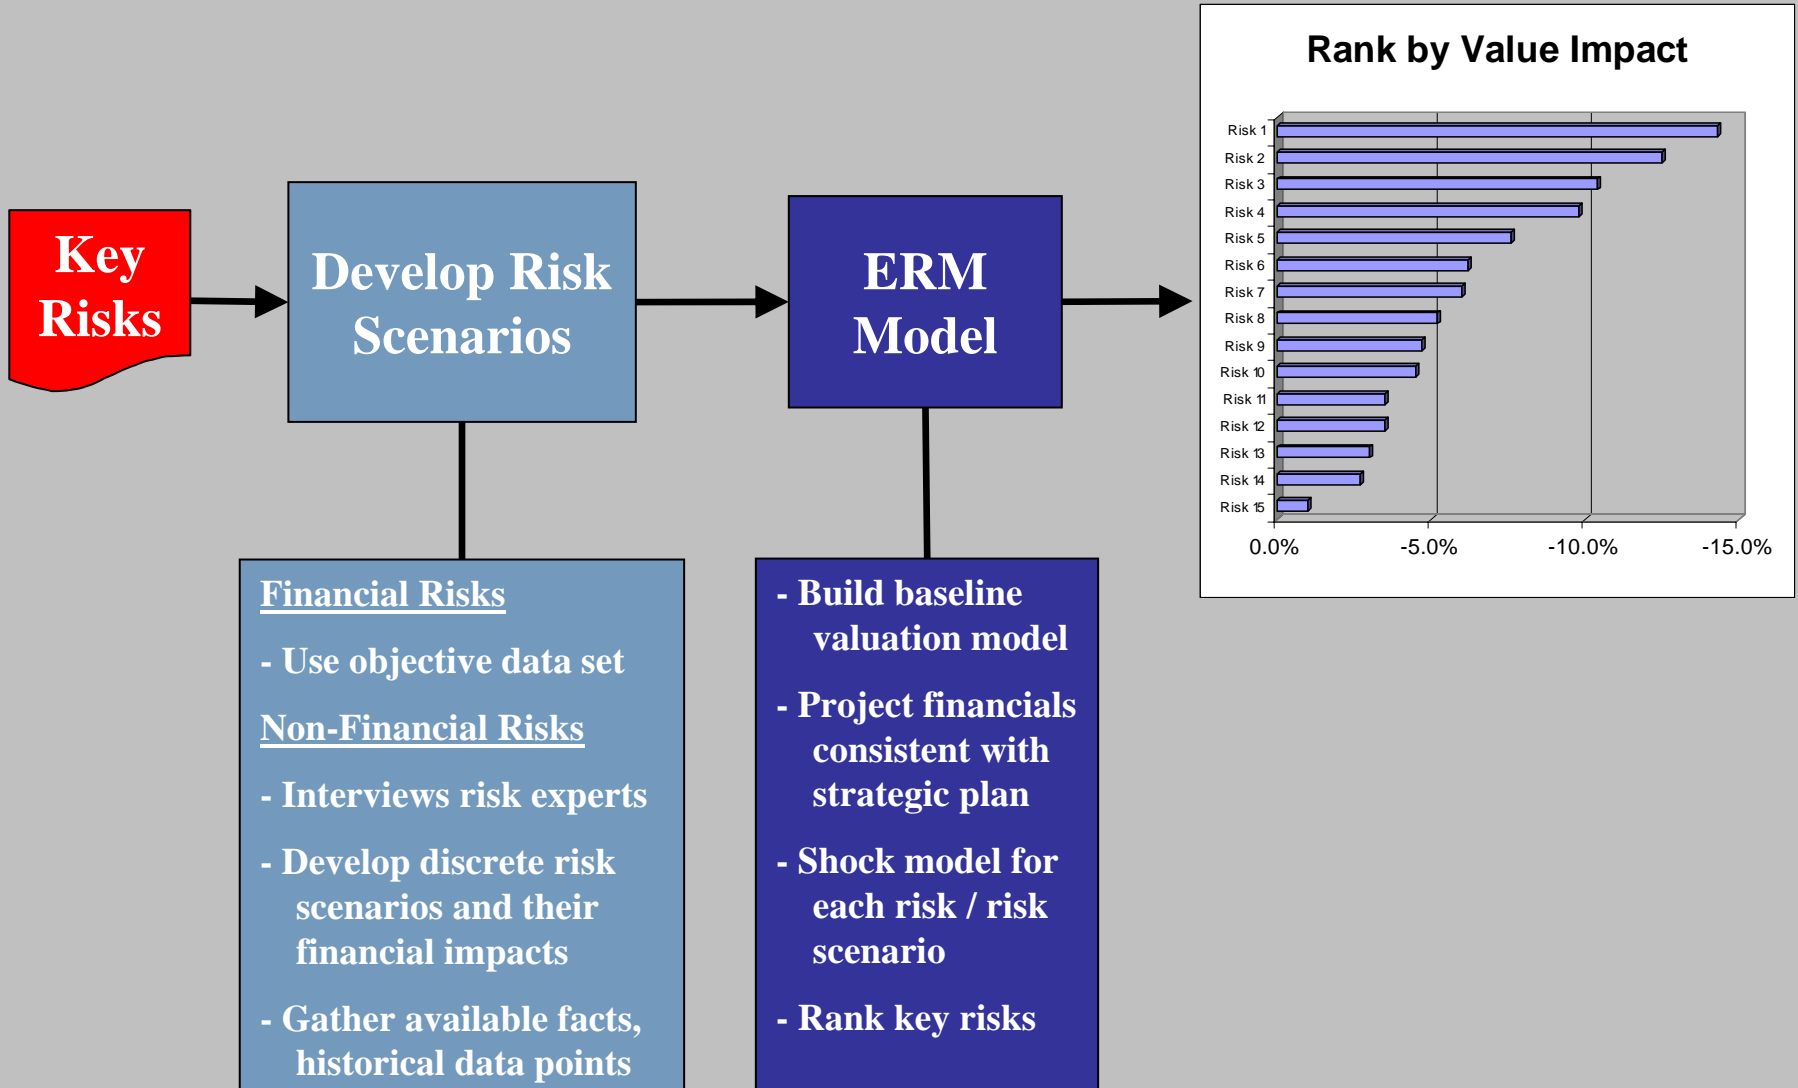 Key
Risks
Develop Risk
Scenarios
ERM
Model
Rank by Value Impact
Risk 1
Risk 2
Risk 3
Risk 4
Risk 5
Risk 6
Risk 7
Risk 8
Risk 9
Risk 10
Risk 11
Risk 12
Risk 13
Risk 14
Risk 15
0.0% -5.0% -10.0% -15.0%
Financial Risks
- Use objective data set
Non-Financial Risks
- Interviews risk experts
- Develop discrete risk
scenarios and their
financial impacts
- Gather available facts,
historical data points
- Build baseline
valuation model
- Project financials
consistent with
strategic plan
- Shock model for
each risk / risk
scenario
- Rank key risks